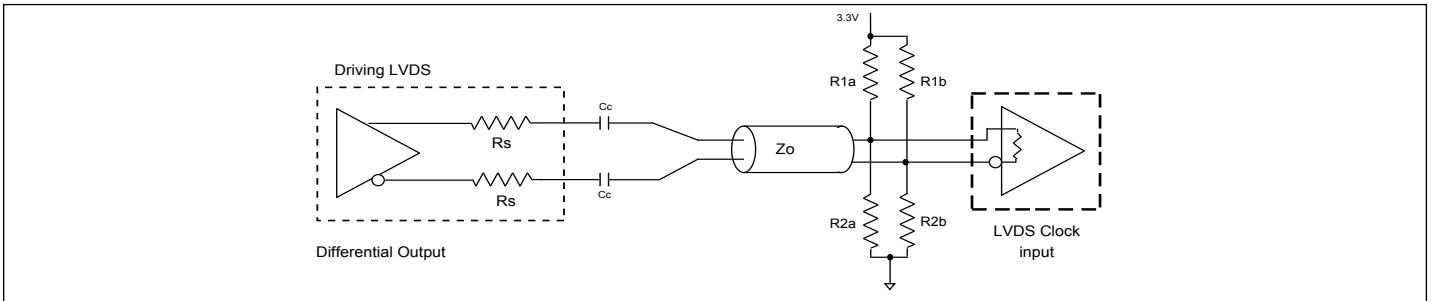 3.3V
Driving LVDS
R1a
R1b
Cc
Rs
Zo
Cc
Rs
R2a
R2b
LVDS Clock
input
Differential Output